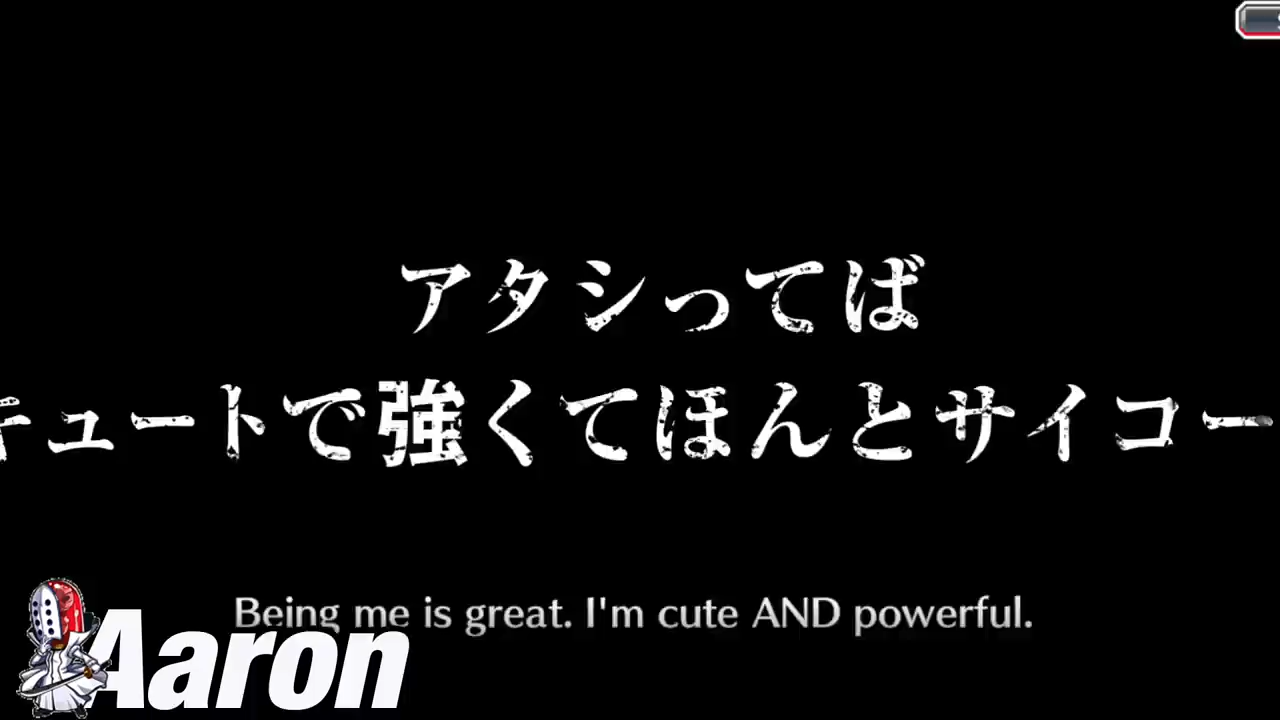 アタシってば
キュートで強くてほんとサイコー
Being me is great. I'm cute AND powerful.
Aaron